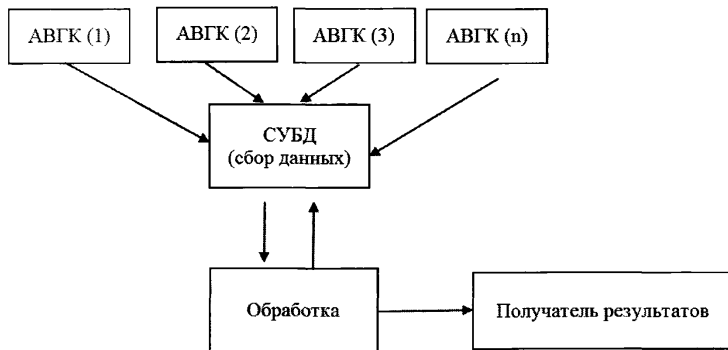 АВГК (1)
АВГК (2)
АВГК (3)
АВГК (n)
СУБД
(сбор данных)
Обработка
Получатель результатов